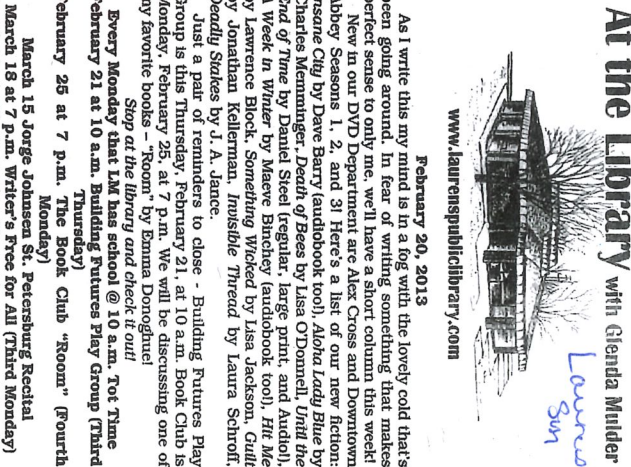 At the Library with Glenda Mulder
Laurens
Sun
www.laurenspubliclibrary.com
February 20, 2013
As I write this my mind is in a fog with the lovely cold that's
been going around. In fear of writing something that makes
perfect sense to only me, we'll have a short column this week!
New in our DVD Department are Alex Cross and Downtown
Abbey Seasons 1, 2, and 3! Here's a list of our new fiction:
Insane City by Dave Barry (audiobook too!), Aloha Lady Blue by
Charles Memminger, Death of Bees by Lisa O'Donnell, Until the
End of Time by Daniel Steel (regular, large print, and Audio!),
A Week in Winter by Maeve Binchey (audiobook too!), Hit Me
by Lawrence Block, Something Wicked by Lisa Jackson, Guilt
by Jonathan Kellerman, Invisible Thread by Laura Schroff,
Deadly Stakes by J. A. Jance.
Just a pair of reminders to close - Building Futures Play
Group is this Thursday, February 21, at 10 a.m. Book Club is
Monday, February 25, at 7 p.m. We will be discussing one of
my favorite books – "Room" by Emma Donoghue!
Stop at the library and check it out!
Every Monday that LM has school @ 10 a.m. Tot Time
February 21 at 10 a.m. Building Futures Play Group (Third
Thursday)
February 25 at 7 p.m. The Book Club "Room" (Fourth
Monday)
March 15 Jorge Johnsen St. Petersburg Recital
March 18 at 7 p.m. Writer's Free for All (Third Monday)